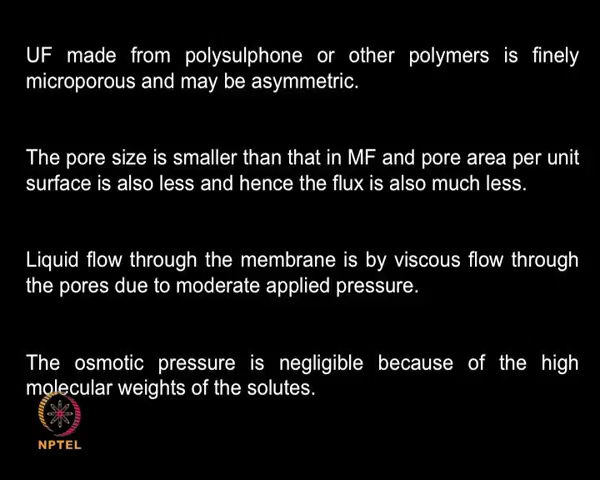 UF made from polysulphone or other polymers is finely
microporous and may be asymmetric.
The pore size is smaller than that in MF and pore area per unit
surface is also less and hence the flux is also much less.
Liquid flow through the membrane is by viscous flow through
the pores due to moderate applied pressure.
The osmotic pressure is negligible because of the high
molecular weights of the solutes.
NPTEL